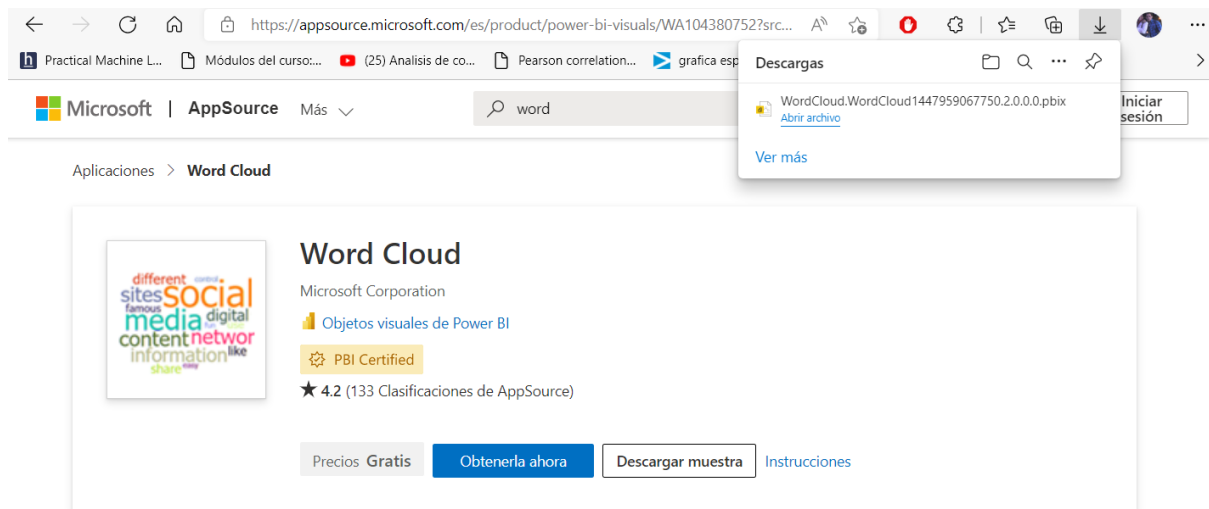 https://appsource.microsoft.com/es/product/power-bi-visuals/WA104380752?src...
Practical Machine L...
Módulos del curso:...
(25) Analisis de co...
Pearson correlation...
grafica esp
Descargas
WordCloud.WordCloud1447959067750.2.0.0.0.pbix
Abrir archivo
Ver más
Microsoft | AppSource
Más
word
Iniciar
sesión
Aplicaciones > Word Cloud
different control
sites social
famous
media digital
fun
content networ
information like
share easy
Word Cloud
Microsoft Corporation
Objetos visuales de Power BI
PBI Certified
4.2 (133 Clasificaciones de AppSource)
Precios Gratis
Obtenerla ahora
Descargar muestra
Instrucciones